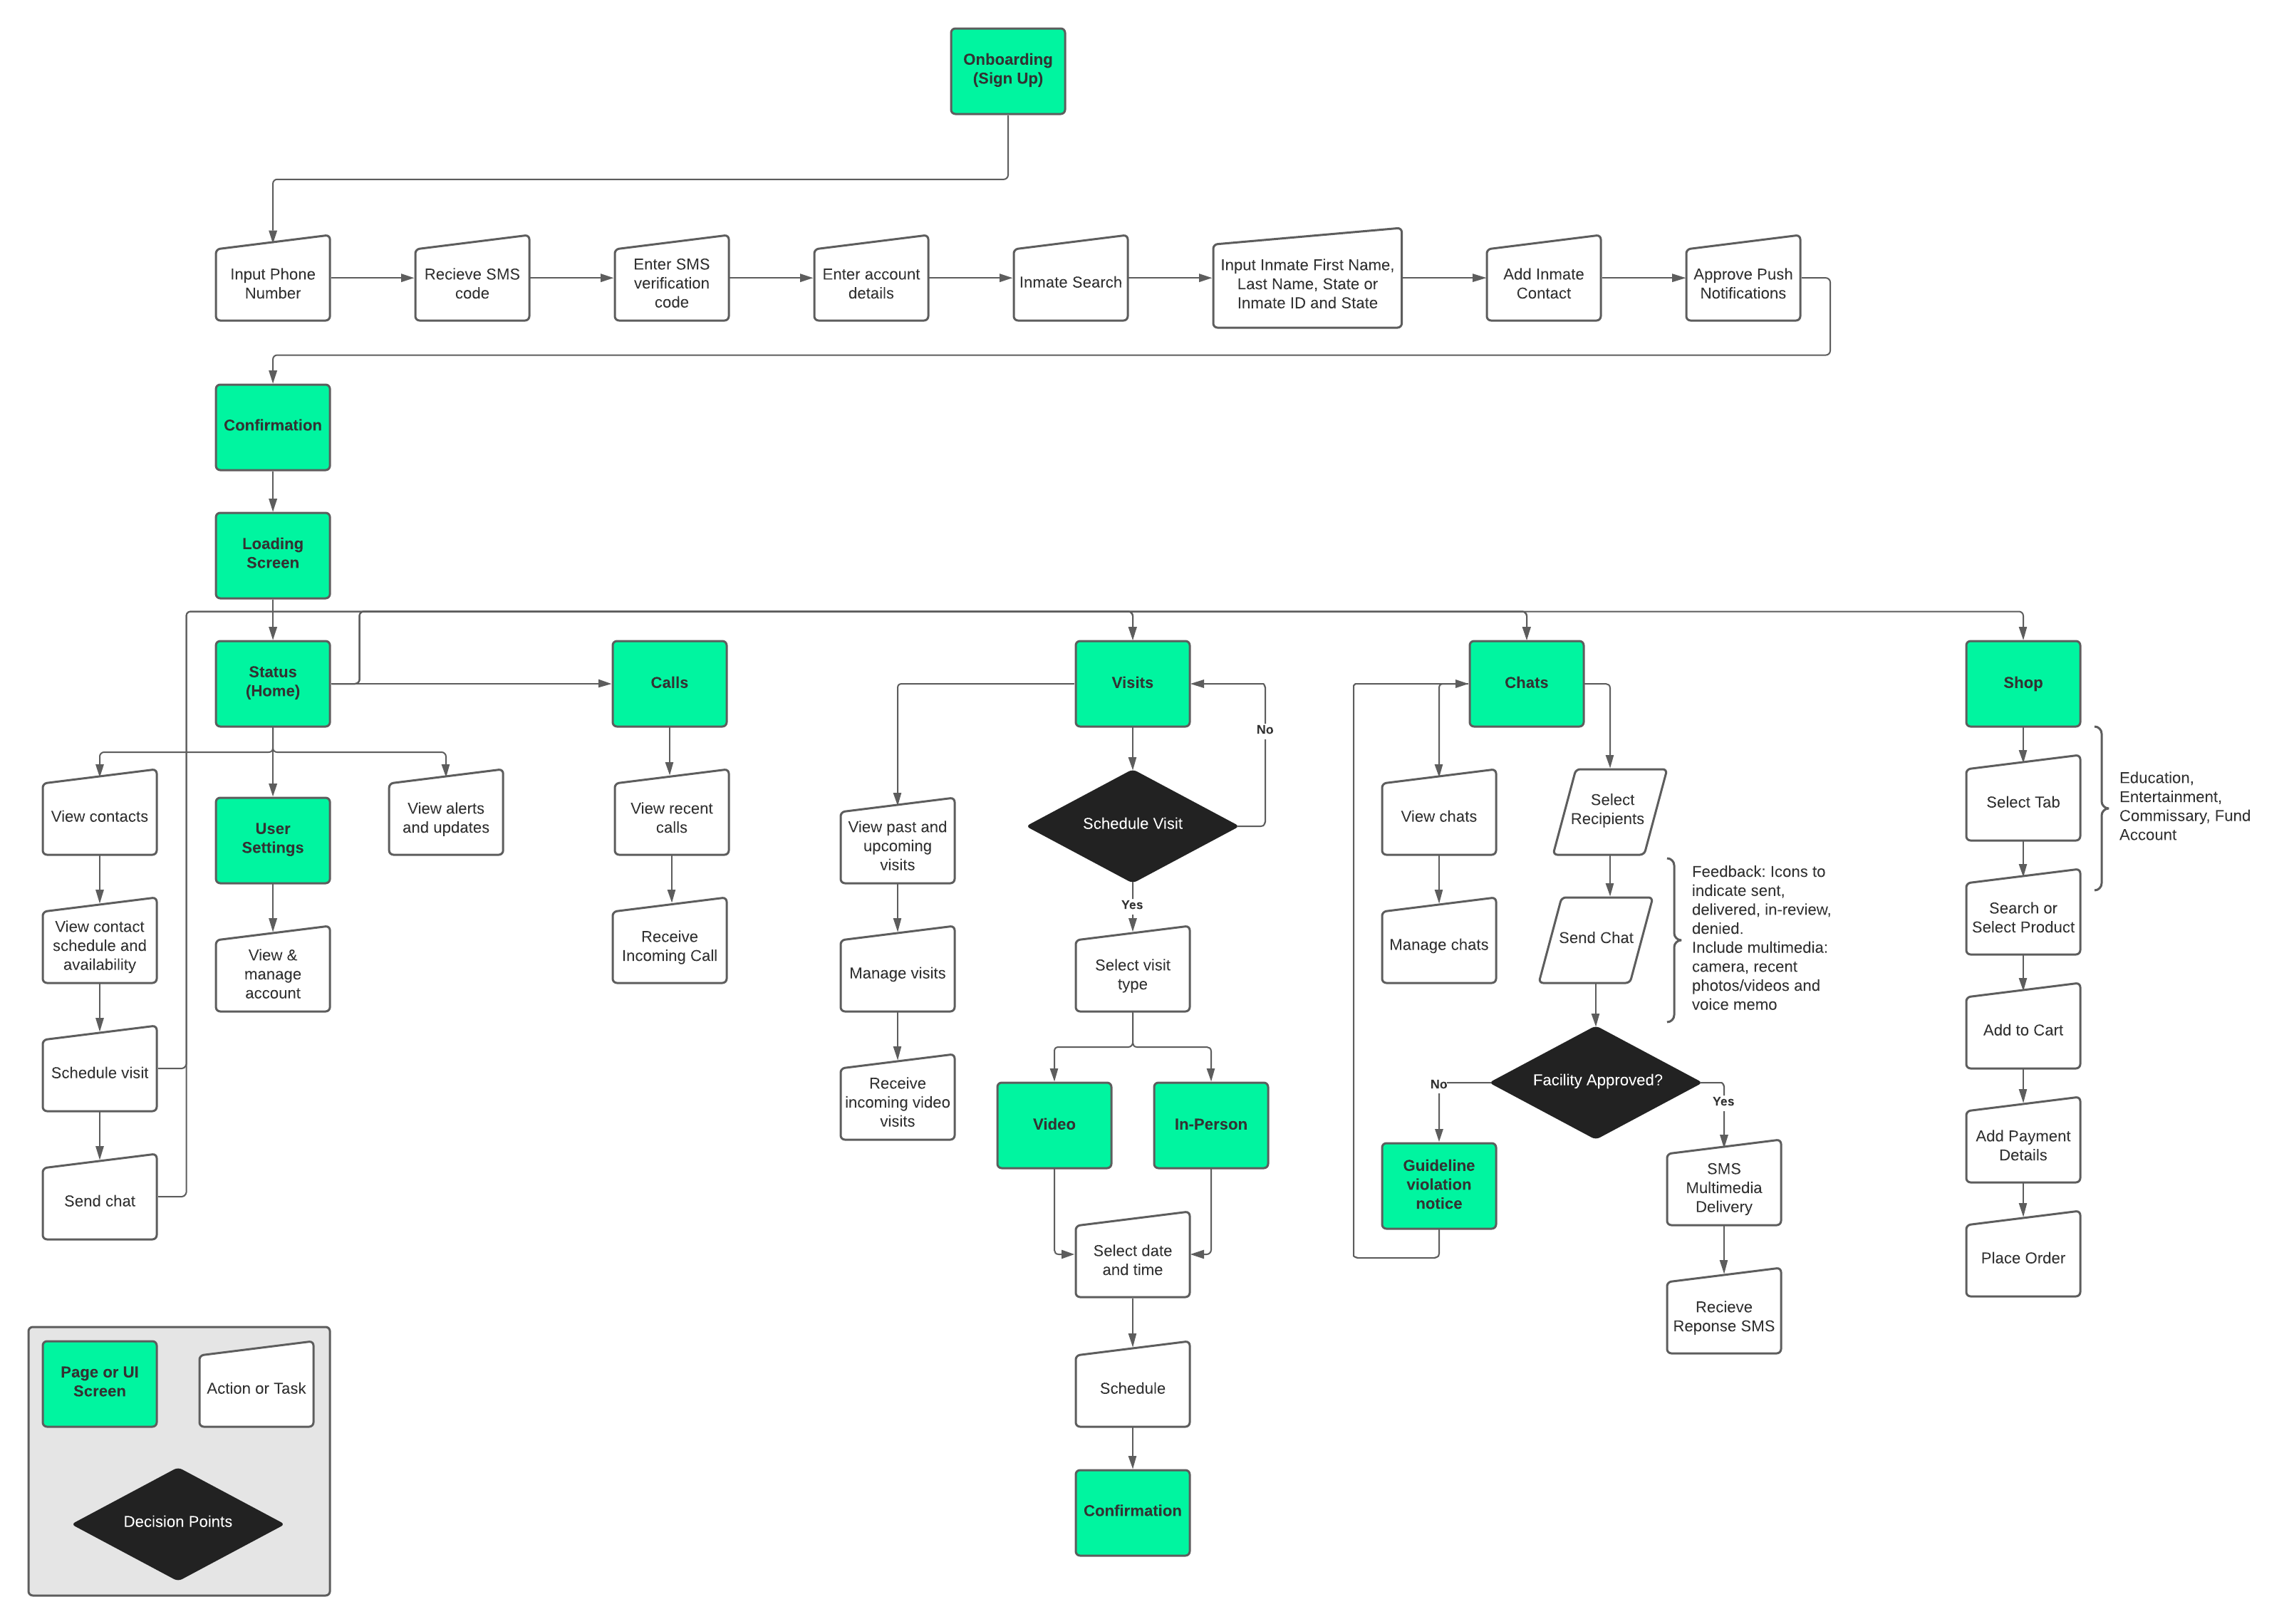 Onboarding
(Sign Up)
Input Phone
Number
Recieve SMS
code
Enter SMS
verification
code
Enter account
details
Inmate Search
Input Inmate First Name,
Last Name, State or
Inmate ID and State
Add Inmate
Contact
Approve Push
Notifications
Confirmation
Loading
Screen
Status
(Home)
Calls
Visits
Chats
Shop
No
View contacts
User
Settings
View alerts
and updates
View recent
calls
View past and
upcoming
visits
Schedule Visit
View chats
Select
Recipients
Select Tab
Education,
Entertainment,
Commissary, Fund
Account
Yes
View contact
schedule and
availability
View &
manage
account
Receive
Incoming Call
Manage visits
Select visit
type
Manage chats
Send Chat
Feedback: Icons to
indicate sent,
delivered, in-review,
denied.
Include multimedia:
camera, recent
photos/videos and
voice memo
Search or
Select Product
Schedule visit
Receive
incoming video
visits
Video
In-Person
No
Facility Approved?
Yes
Add to Cart
Send chat
Guideline
violation
notice
SMS
Multimedia
Delivery
Add Payment
Details
Select date
and time
Recieve
Reponse SMS
Place Order
Schedule
Confirmation
Page or UI
Screen
Action or Task
Decision Points